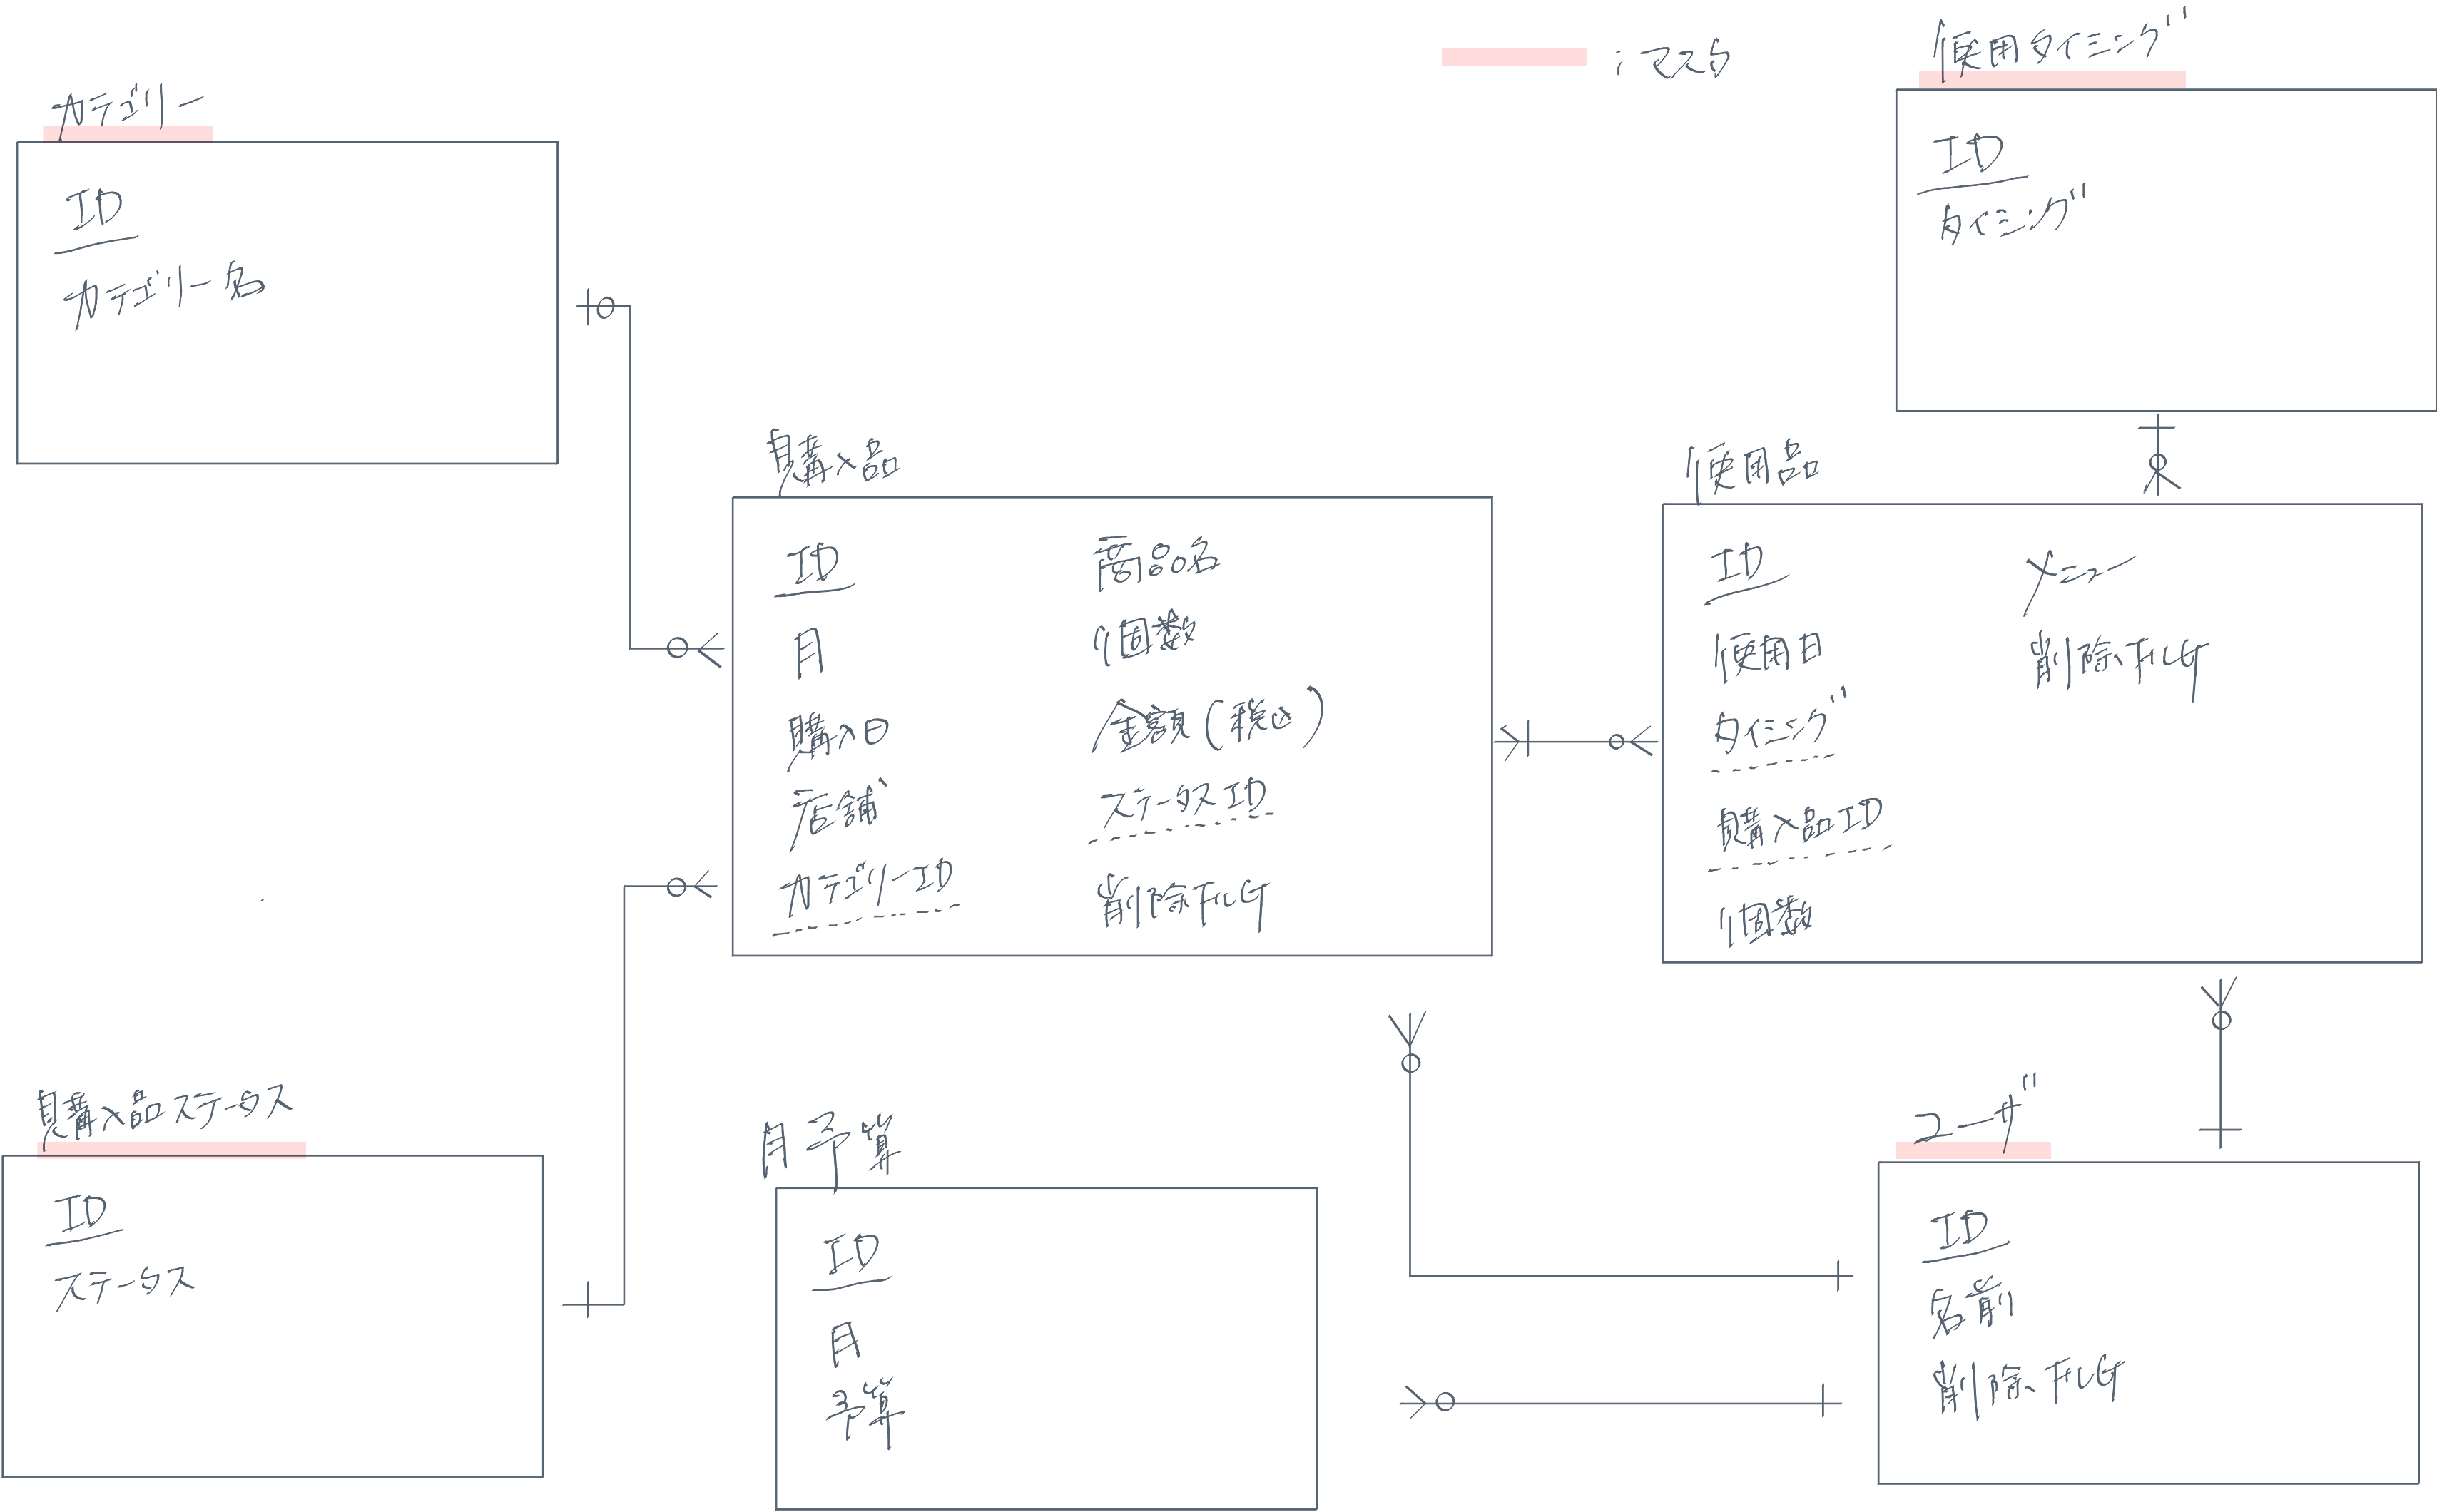 ：マスタ
使用タイミング
ID
タイミング
カテゴリー
ID
カテゴリー名
購入品
ID
月
購入日
店舗
カテゴリーID
商品名
個数
金額(税込)
ステータスID
削除FLG
使用品
ID
使用日
タイミング
購入品ID
個数
メニュー
削除FLG
購入品ステータス
ID
ステータス
月予算
ID
月
予算
ユーザ
ID
名前
削除FLG